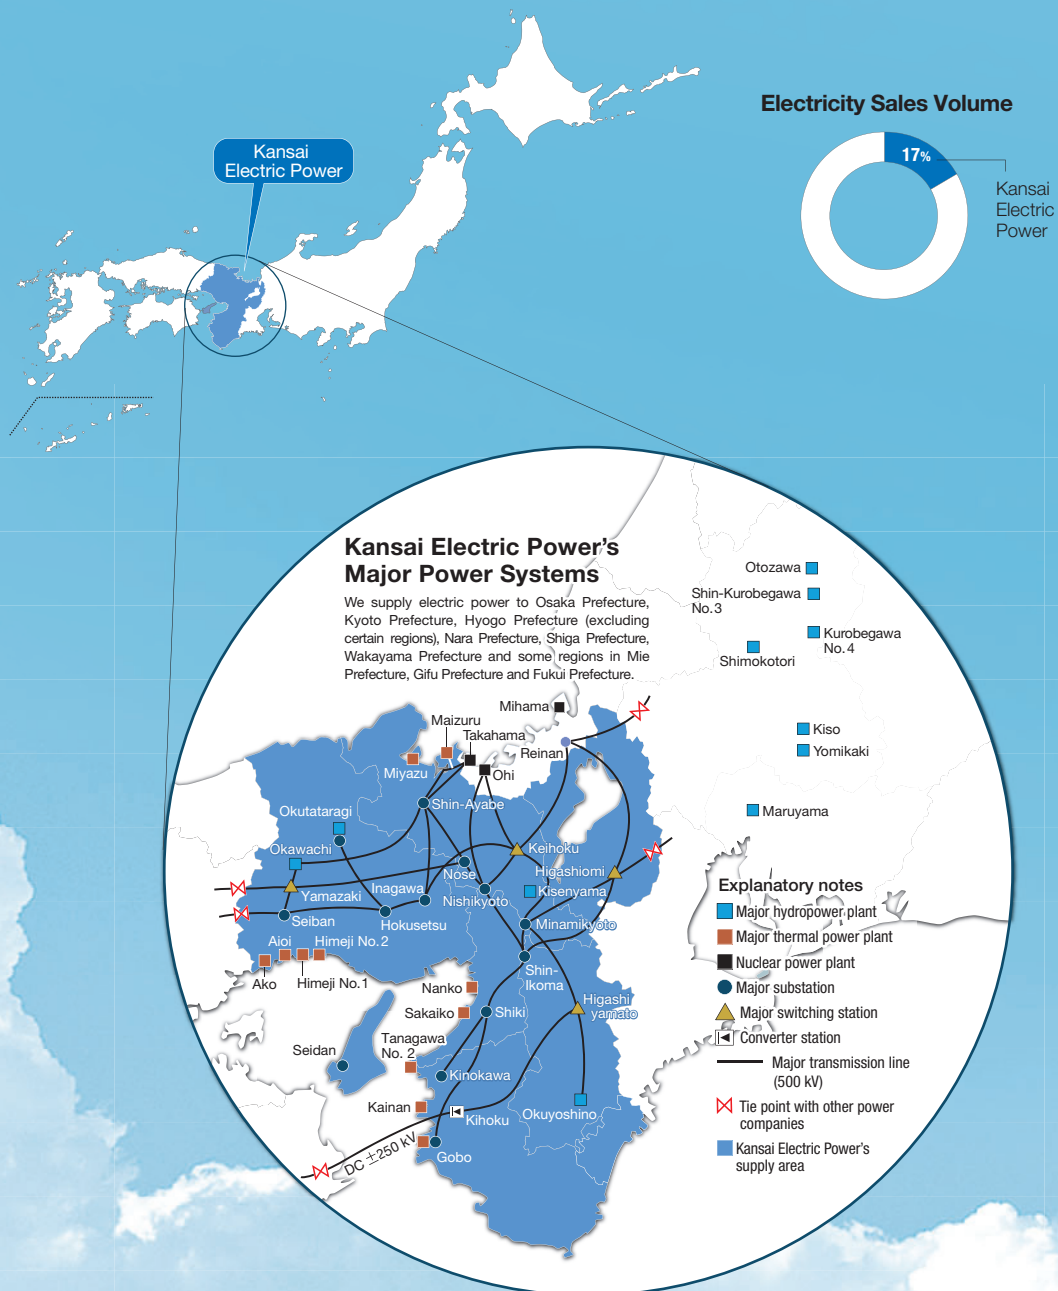 Electricity Sales Volume
17%
Kansai
Electric
Power
Kansai
Electric Power
Kansai Electric Power's
Major Power Systems
We supply electric power to Osaka Prefecture,
Kyoto Prefecture, Hyogo Prefecture (excluding
certain regions), Nara Prefecture, Shiga Prefecture,
Wakayama Prefecture and some regions in Mie
Prefecture, Gifu Prefecture and Fukui Prefecture.
Otozawa
Shin-Kurobegawa
No.3
Kurobegawa
No.4
Shimokotori
Kiso
Yomikaki
Maruyama
Mihama
Maizuru
Takahama
Reinan
Miyazu
Ohi
Okutataragi
Shin-Ayabe
Okawachi
Keihoku
Nose
Higashiomi
Yamazaki
Inagawa
Kisenyama
Nishikyoto
Seiban
Hokusetsu
Minamikyoto
Aioi
Himeji No.2
Ako
Himeji No.1
Shin-
Ikoma
Nanko
Sakaiko
Shiki
Higashi
yamato
Tanagawa
No. 2
Seidan
Kinokawa
Kainan
Kihoku
Okuyoshino
DC ±250 kV
Gobo
Explanatory notes
Major hydropower plant
Major thermal power plant
Nuclear power plant
Major substation
Major switching station
Converter station
Major transmission line
(500 kV)
Tie point with other power
companies
Kansai Electric Power's
supply area